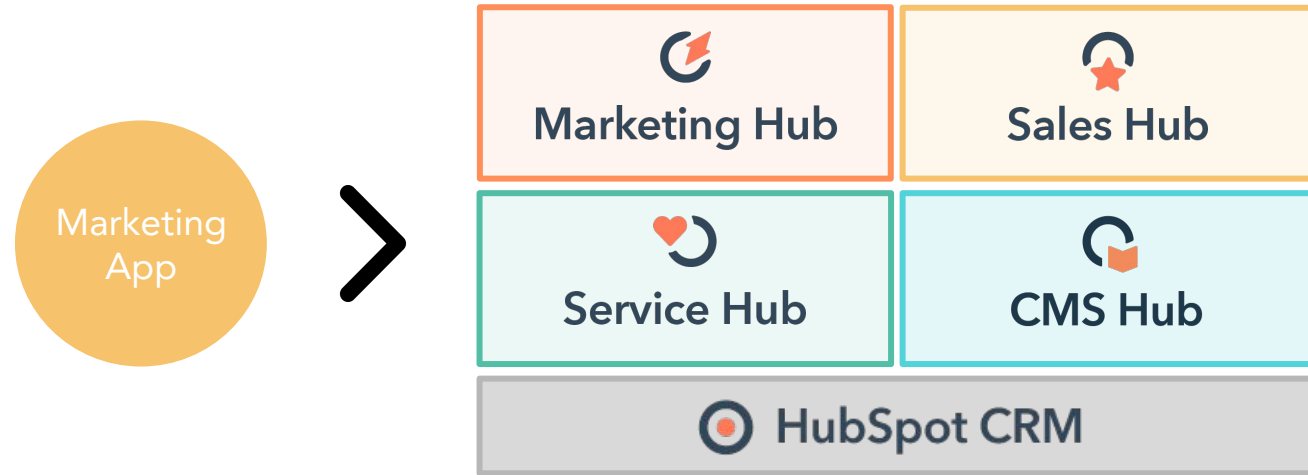 Marketing
App
Marketing Hub
Sales Hub
Service Hub
CMS Hub
HubSpot CRM